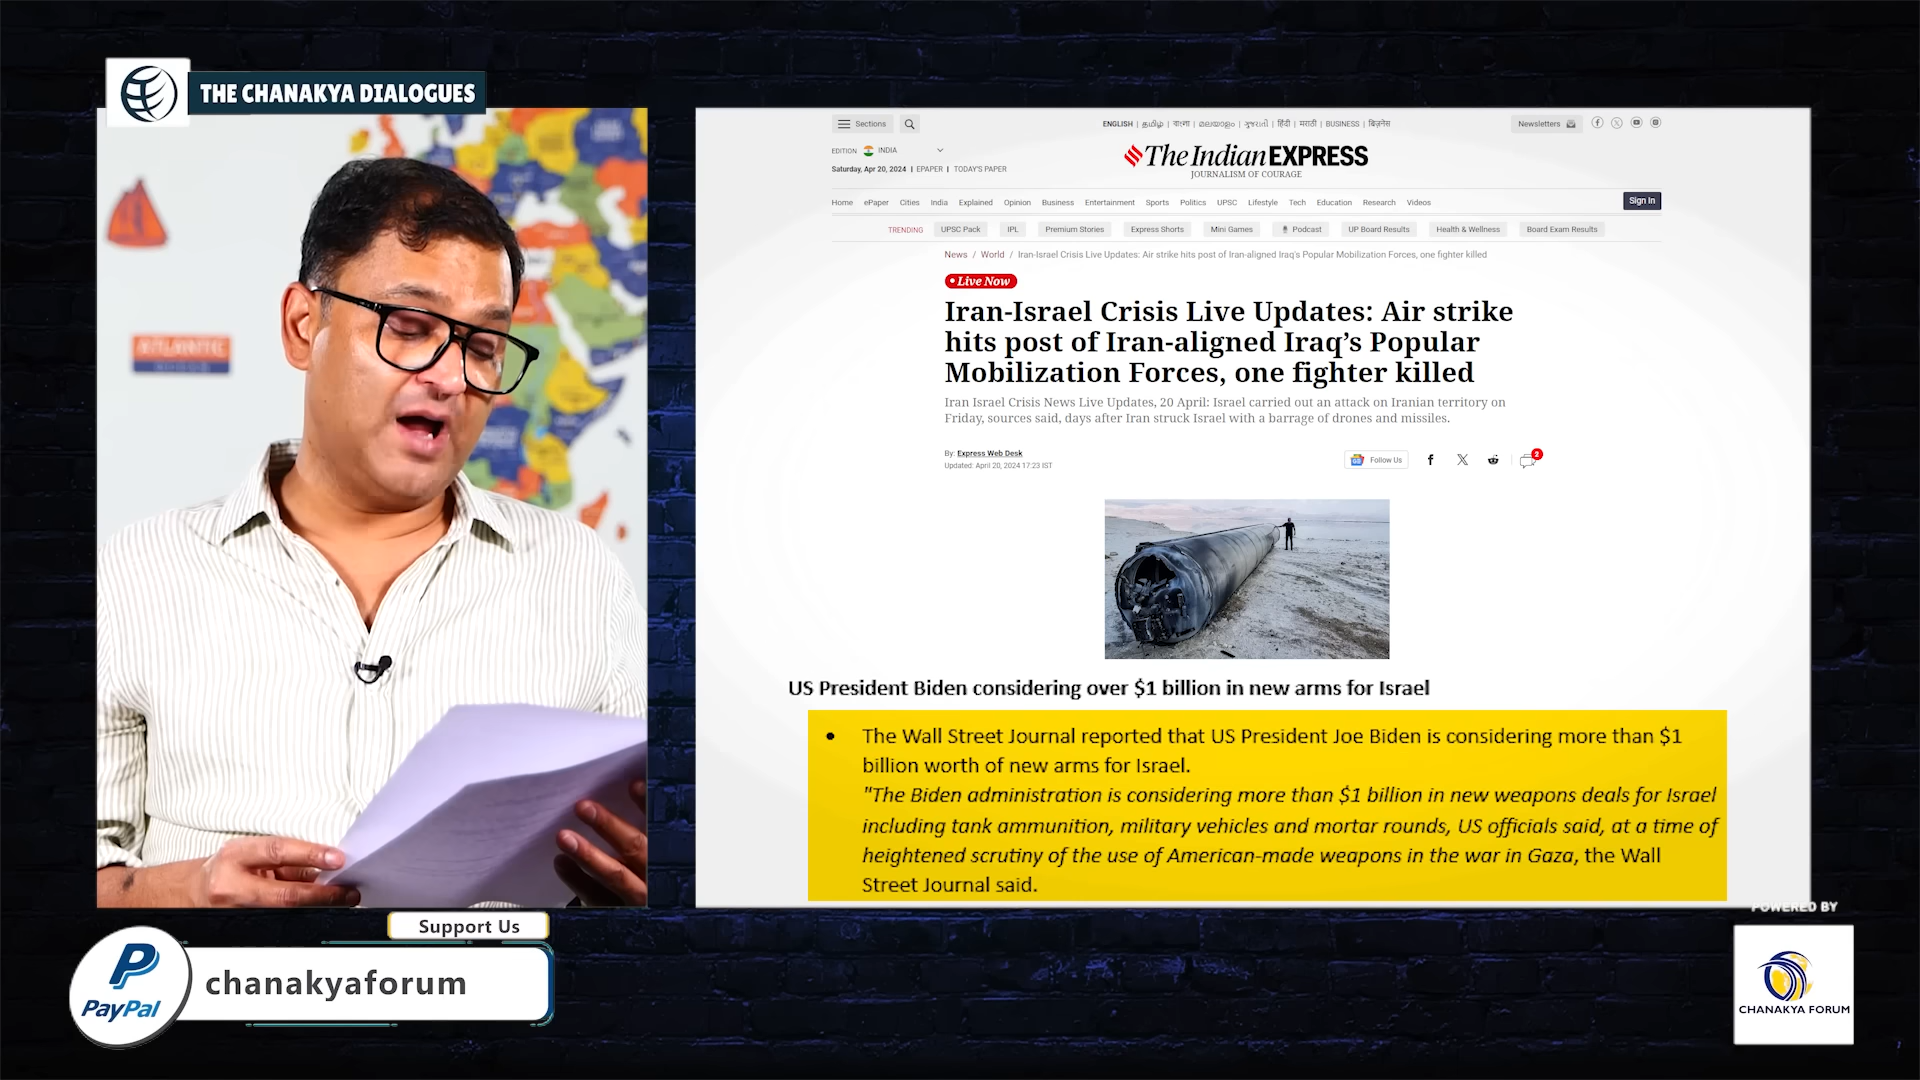 THE CHANAKYA DIALOGUES
ATLANTIC
Sections
ENGLISH | தமிழ் | বাংলা | മലയാളം | ગુજરાતી | हिंदी | मराठी | BUSINESS | बिज़नेस
Newsletters
EDITION INDIA
The Indian EXPRESS
JOURNALISM OF COURAGE
Saturday, Apr 20, 2024 | EPAPER | TODAY'S PAPER
Home ePaper Cities India Explained Opinion Business Entertainment Sports Politics UPSC Lifestyle Tech Education Research Videos
Sign In
TRENDING UPSC Pack IPL Premium Stories Express Shorts Mini Games Podcast UP Board Results Health & Wellness Board Exam Results
News / World / Iran-Israel Crisis Live Updates: Air strike hits post of Iran-aligned Iraq's Popular Mobilization Forces, one fighter killed
• Live Now
Iran-Israel Crisis Live Updates: Air strike
hits post of Iran-aligned Iraq's Popular
Mobilization Forces, one fighter killed
Iran Israel Crisis News Live Updates, 20 April: Israel carried out an attack on Iranian territory on
Friday, sources said, days after Iran struck Israel with a barrage of drones and missiles.
By: Express Web Desk
Updated: April 20, 2024 17:23 IST
Follow Us
2
US President Biden considering over $1 billion in new arms for Israel
• The Wall Street Journal reported that US President Joe Biden is considering more than $1
billion worth of new arms for Israel.
"The Biden administration is considering more than $1 billion in new weapons deals for Israel
including tank ammunition, military vehicles and mortar rounds, US officials said, at a time of
heightened scrutiny of the use of American-made weapons in the war in Gaza, the Wall
Street Journal said.
Support Us
PayPal
chanakyaforum
POWERED BY
CHANAKYA FORUM